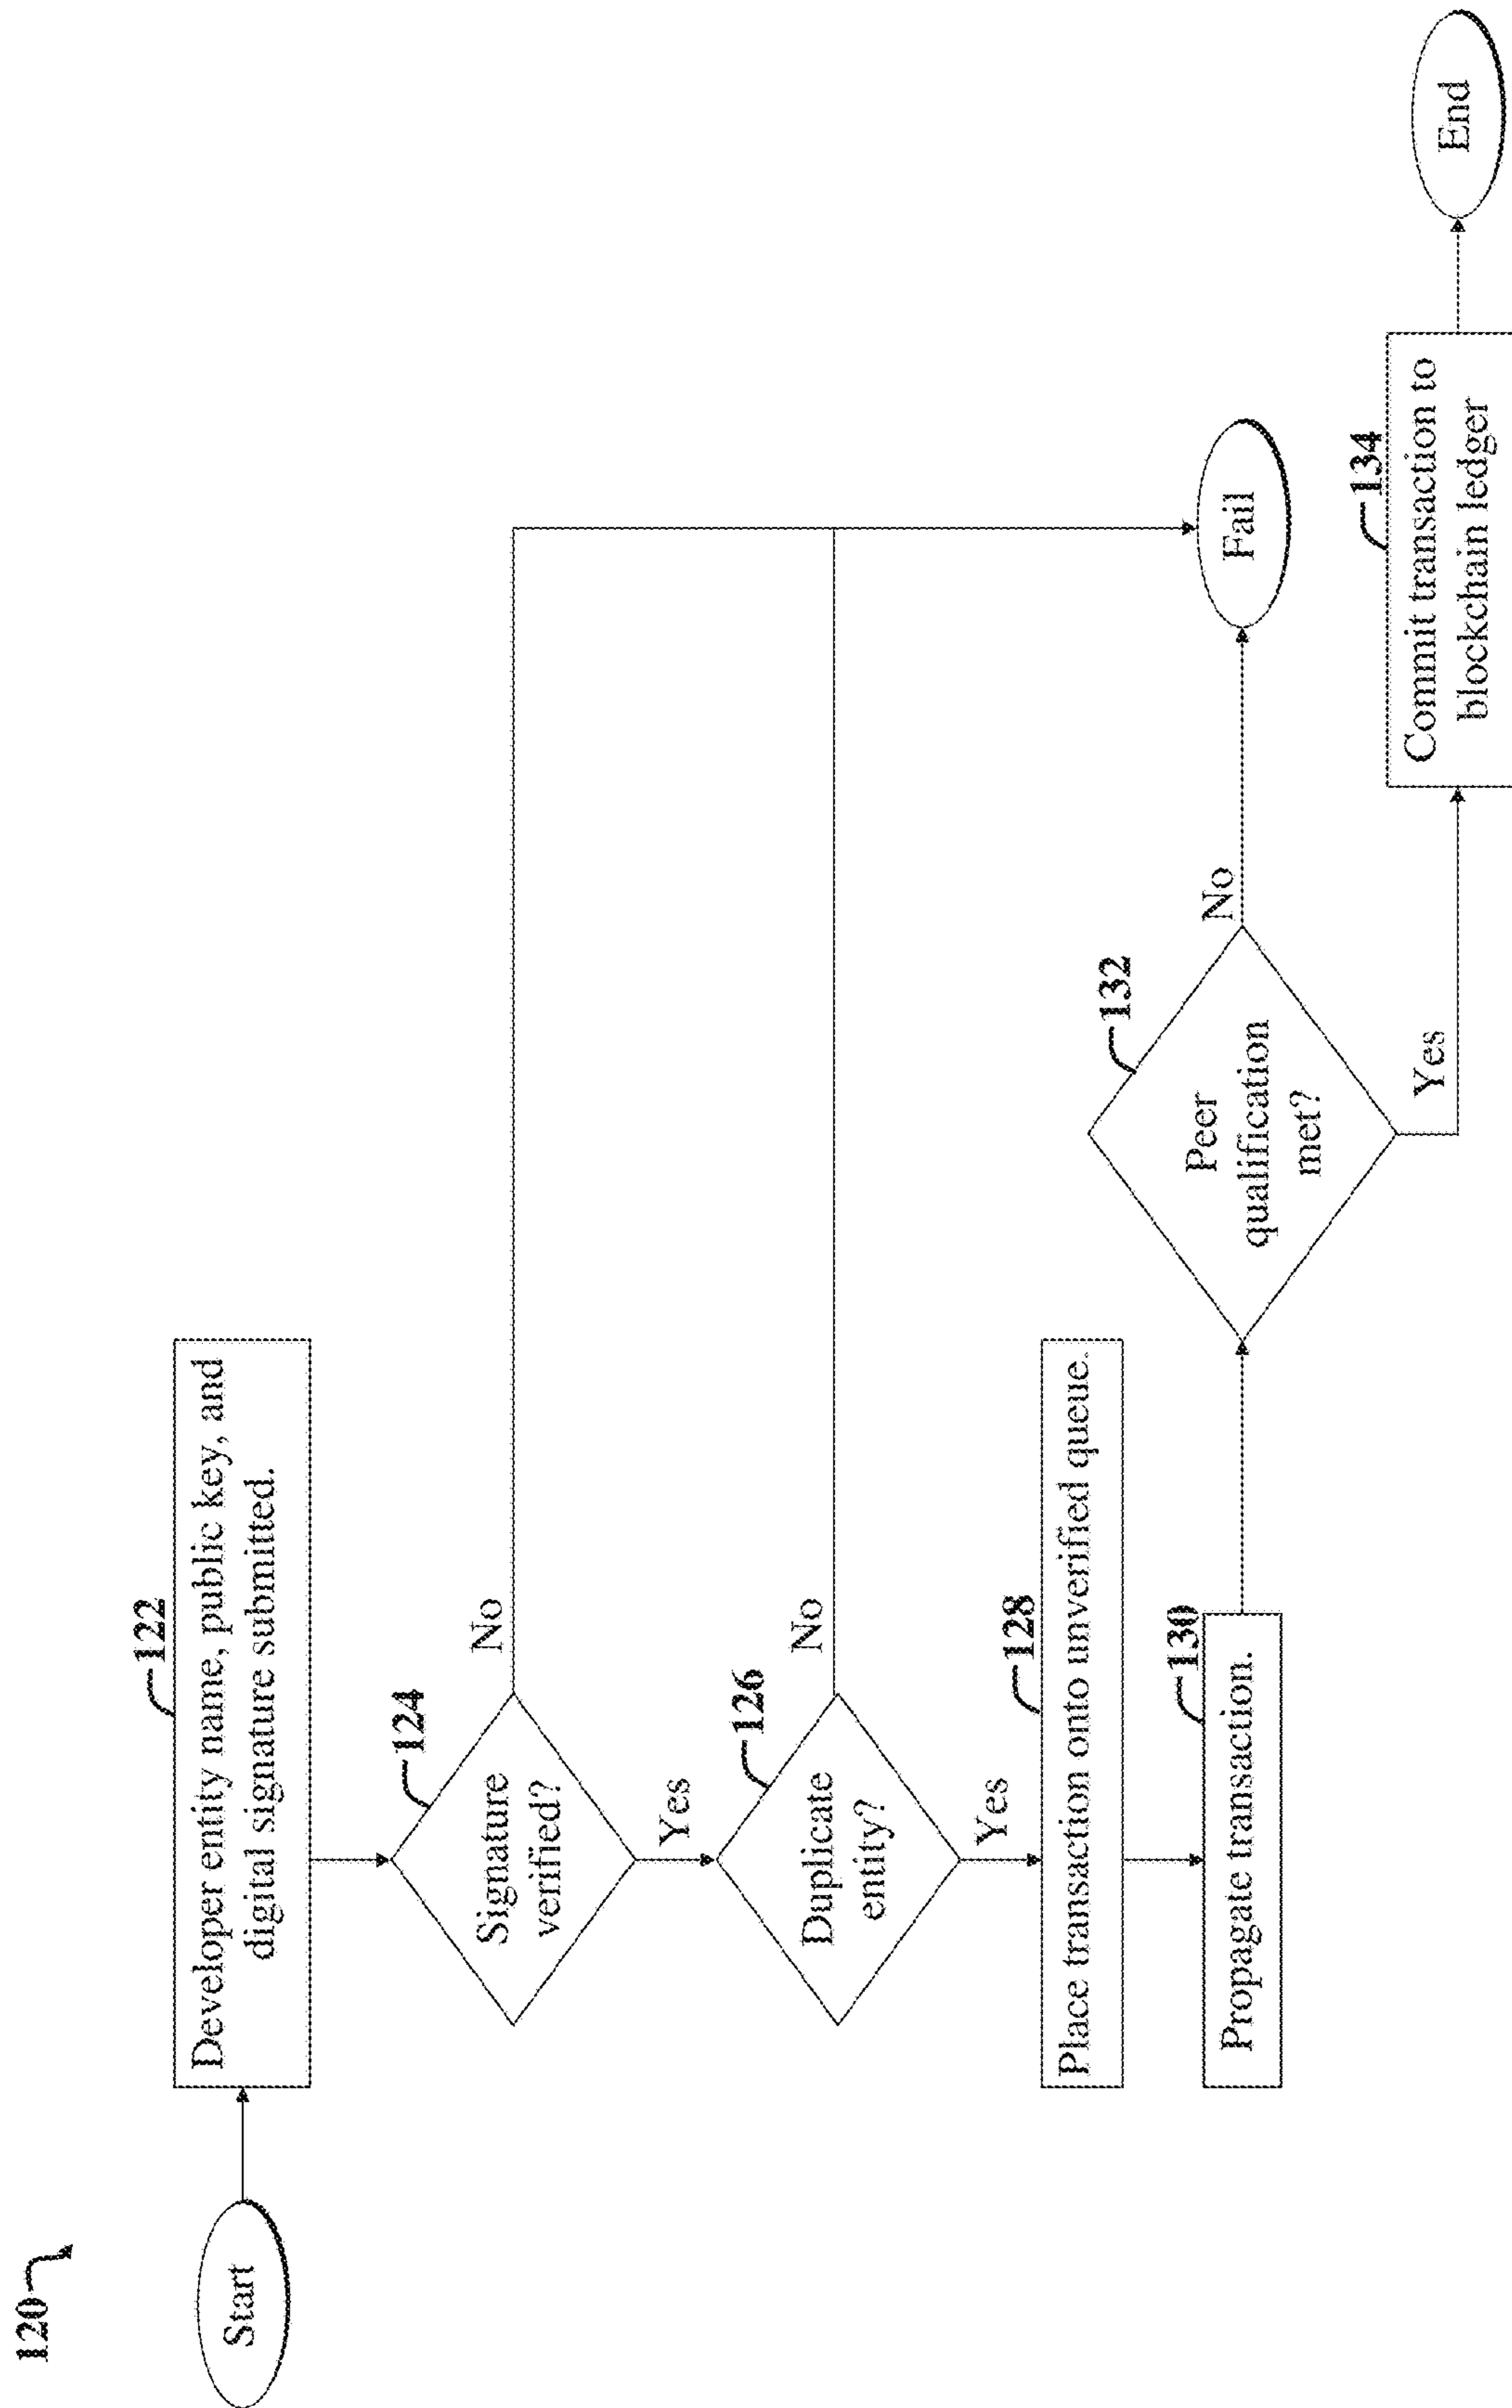 120
Start
122
Developer entity name, public key, and
digital signature submitted.
124
Signature
verified?
No
Yes
126
Duplicate
entity?
No
Yes
128
Place transaction onto unverified queue.
130
Propagate transaction.
132
Peer
qualification
met?
No
Fail
Yes
134
Commit transaction to
blockchain ledger
End